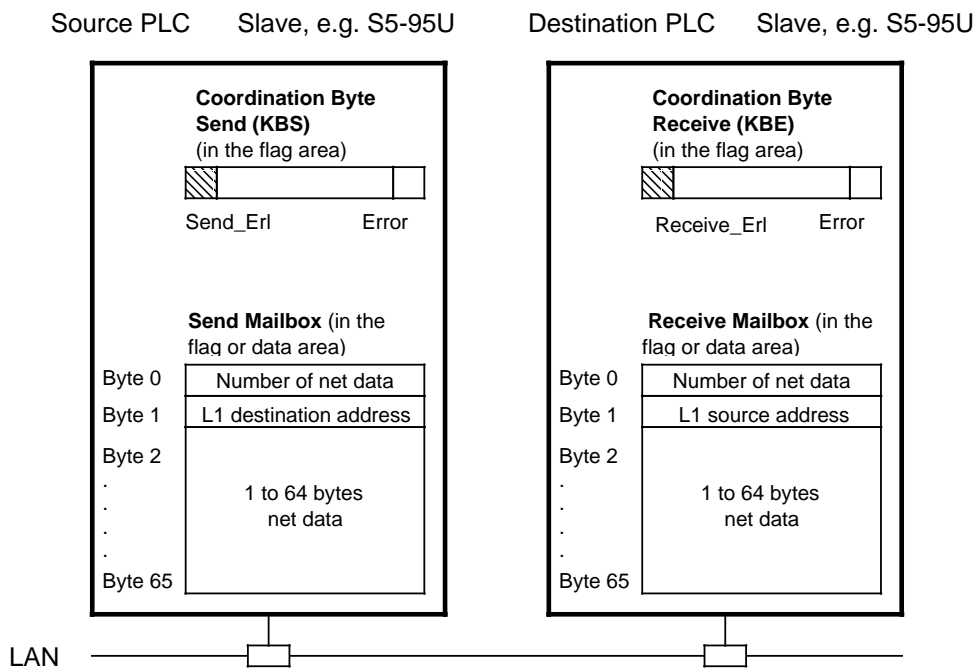 Source PLC Slave, e.g. S5-95U
Coordination Byte
Send (KBS)
(in the flag area)
Send_Erl Error
Send Mailbox (in the
flag or data area)
Byte 0 Number of net data
Byte 1 L1 destination address
Byte 2
.
.
.
.
1 to 64 bytes
net data
Byte 65
Destination PLC Slave, e.g. S5-95U
Coordination Byte
Receive (KBE)
(in the flag area)
Receive_Erl Error
Receive Mailbox (in the
flag or data area)
Byte 0 Number of net data
Byte 1 L1 source address
Byte 2
.
.
.
.
1 to 64 bytes
net data
Byte 65
LAN